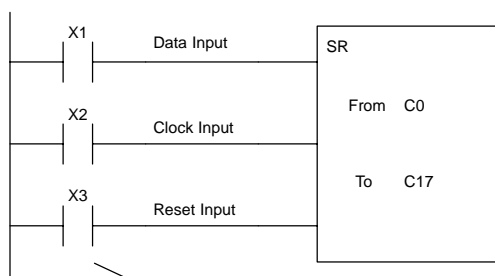 X1
Data Input
SR
From C0
X2
Clock Input
To C17
X3
Reset Input